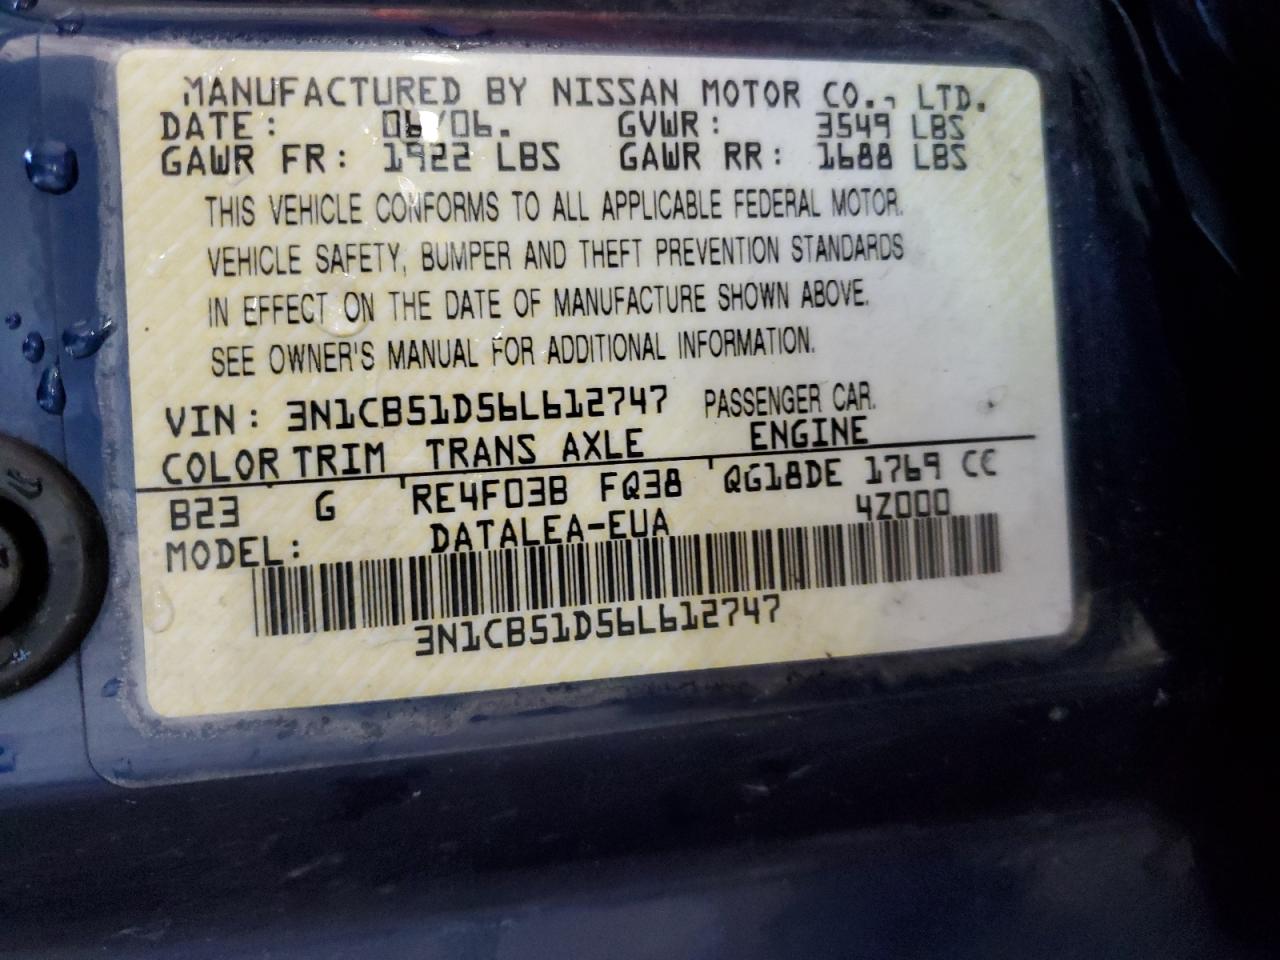 MANUFACTURED BY NISSAN MOTOR CO., LTD.
DATE: 06/06. GVWR: 3549 LBS
GAWR FR: 1922 LBS GAWR RR: 1688 LBS
THIS VEHICLE CONFORMS TO ALL APPLICABLE FEDERAL MOTOR.
VEHICLE SAFETY, BUMPER AND THEFT PREVENTION STANDARDS
IN EFFECT ON THE DATE OF MANUFACTURE SHOWN ABOVE.
SEE OWNER'S MANUAL FOR ADDITIONAL INFORMATION.
VIN: 3N1CB51D56L612747 PASSENGER CAR.
COLOR TRIM TRANS AXLE ENGINE
B23 G RE4F03B FQ38 QG18DE 1769 CC
MODEL: DATALEA-EUA 4Z000
3N1CB51D56L612747